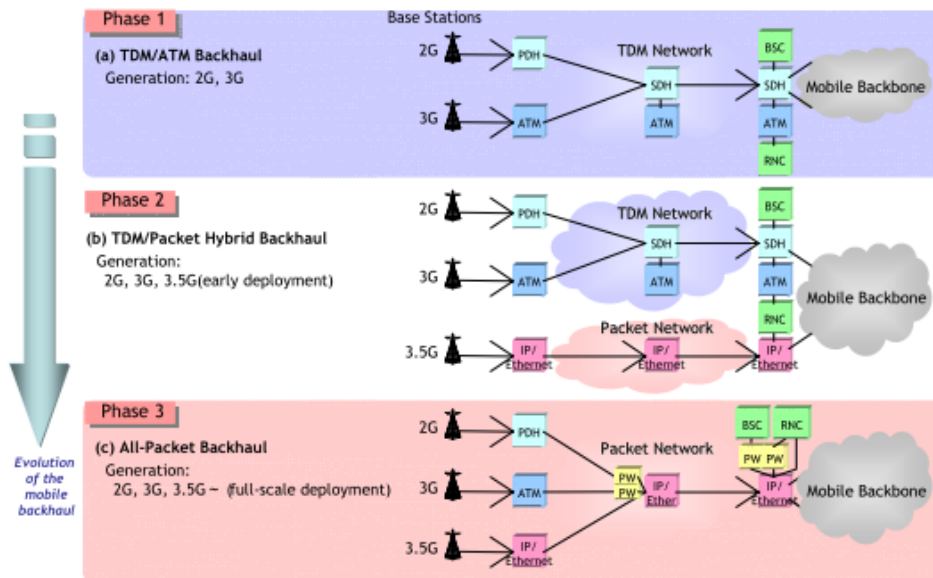 Phase 1
Base Stations
(a) TDM/ATM Backhaul
Generation: 2G, 3G
2G
PDH
TDM Network
BSC
SDH
SDH
Mobile Backbone
3G
ATM
ATM
ATM
RNC
Phase 2
(b) TDM/Packet Hybrid Backhaul
Generation:
2G, 3G, 3.5G(early deployment)
2G
PDH
TDM Network
BSC
SDH
SDH
3G
ATM
ATM
ATM
Mobile Backbone
RNC
Packet Network
3.5G
IP/
Ethernet
IP/
Ethernet
IP/
Ethernet
Phase 3
(c) All-Packet Backhaul
Generation:
2G, 3G, 3.5G ~ (full-scale deployment)
2G
PDH
Packet Network
BSC
RNC
PW
PW
3G
ATM
PW
PW
IP/
Ether
IP/
Ethernet
Mobile Backbone
3.5G
IP/
Ethernet
Evolution
of the
mobile
backhaul